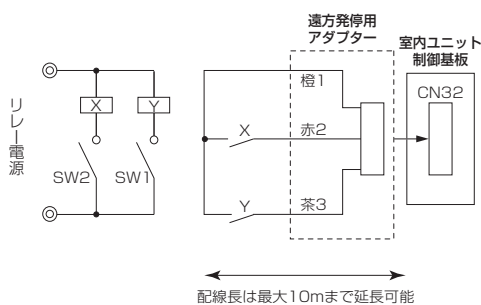 遠方発停用
アダプター
室内ユニット
制御基板
CN32
橙1
X
Y
X
赤2
リレー電源
SW2
SW1
Y
茶3
配線長は最大10mまで延長可能